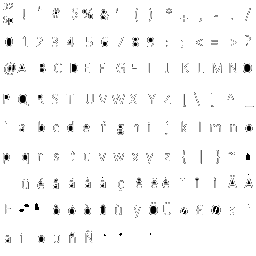 ! ' # $ % & ' ( ) * + , - . /
0 1 2 3 4 5 6 7 8 9 : ; < = > ?
@ A B C D E F G H I J K L M N O
P Q R S T U V W X Y Z [ \ ] ^ _
` a b c d e f g h i j k l m n o
p q r s t u v w x y z { | } ~
ü é â ä à å ç ê ë è ï î ì Ä Å
É æ Æ ô ö ò û ù ÿ Ö Ü ø £ Ø ×
á í ó ú ñ Ñ